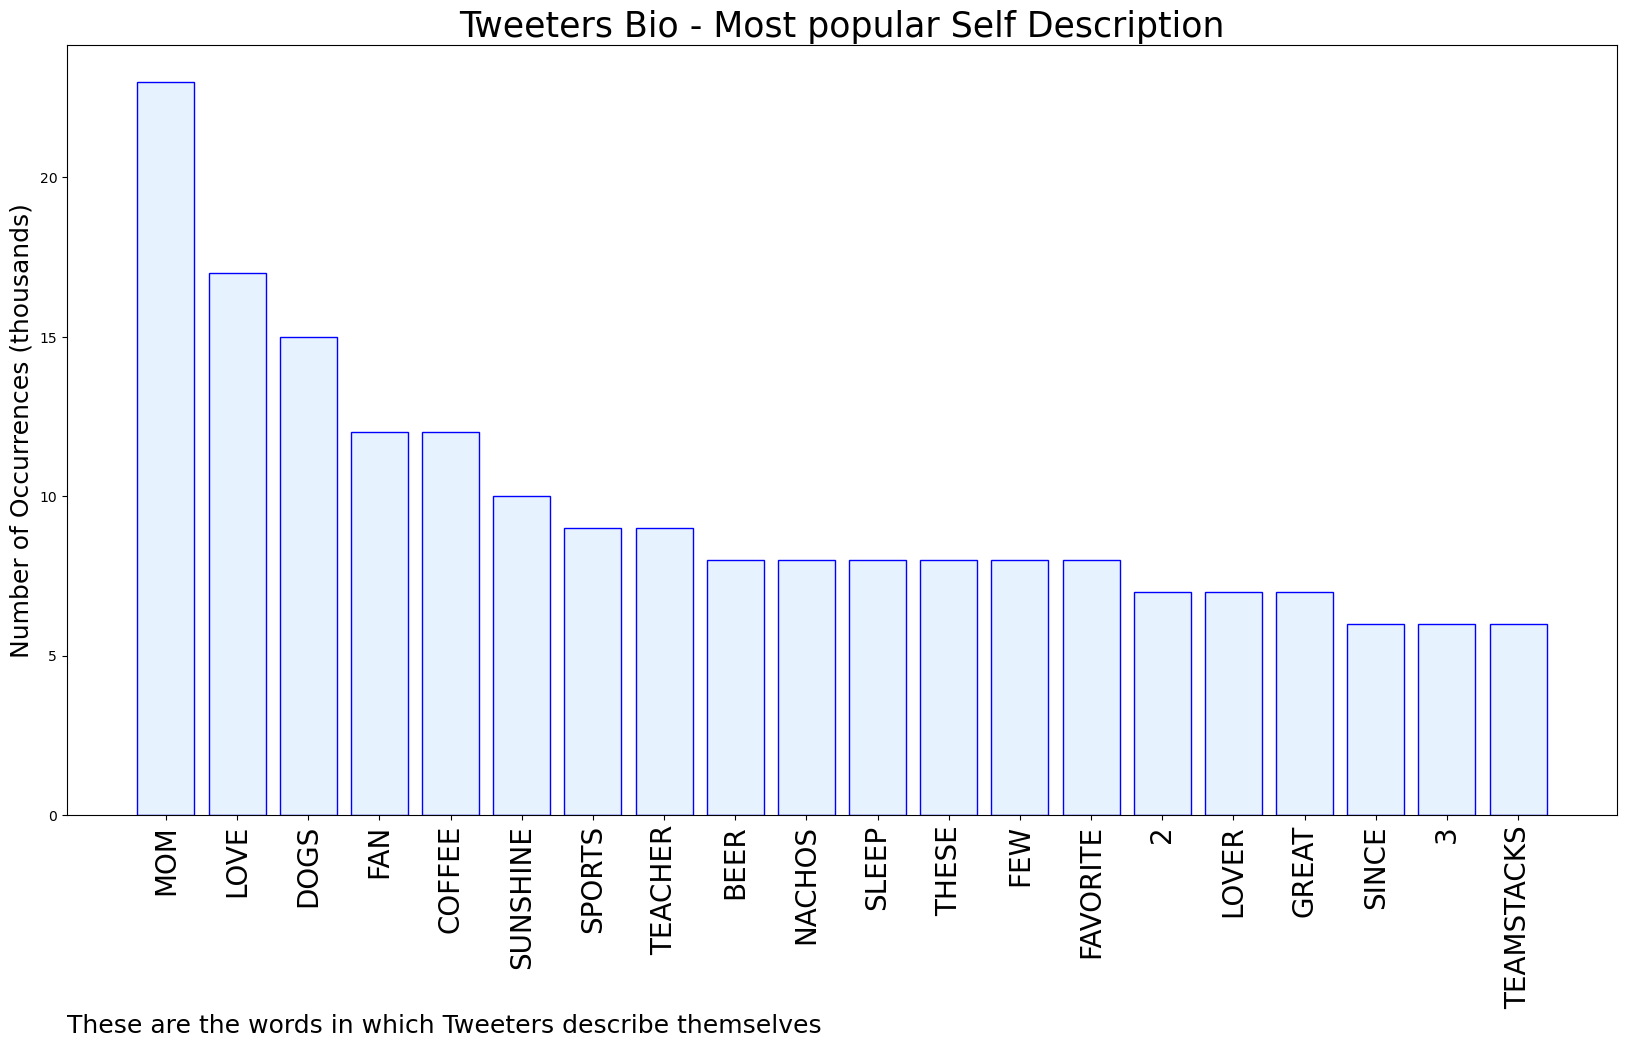 Tweeters Bio - Most popular Self Description
Number of Occurrences (thousands)
20
15
10
5
0
MOM
LOVE
DOGS
FAN
COFFEE
SUNSHINE
SPORTS
TEACHER
BEER
NACHOS
SLEEP
THESE
FEW
FAVORITE
2
LOVER
GREAT
SINCE
3
TEAMSTACKS
These are the words in which Tweeters describe themselves